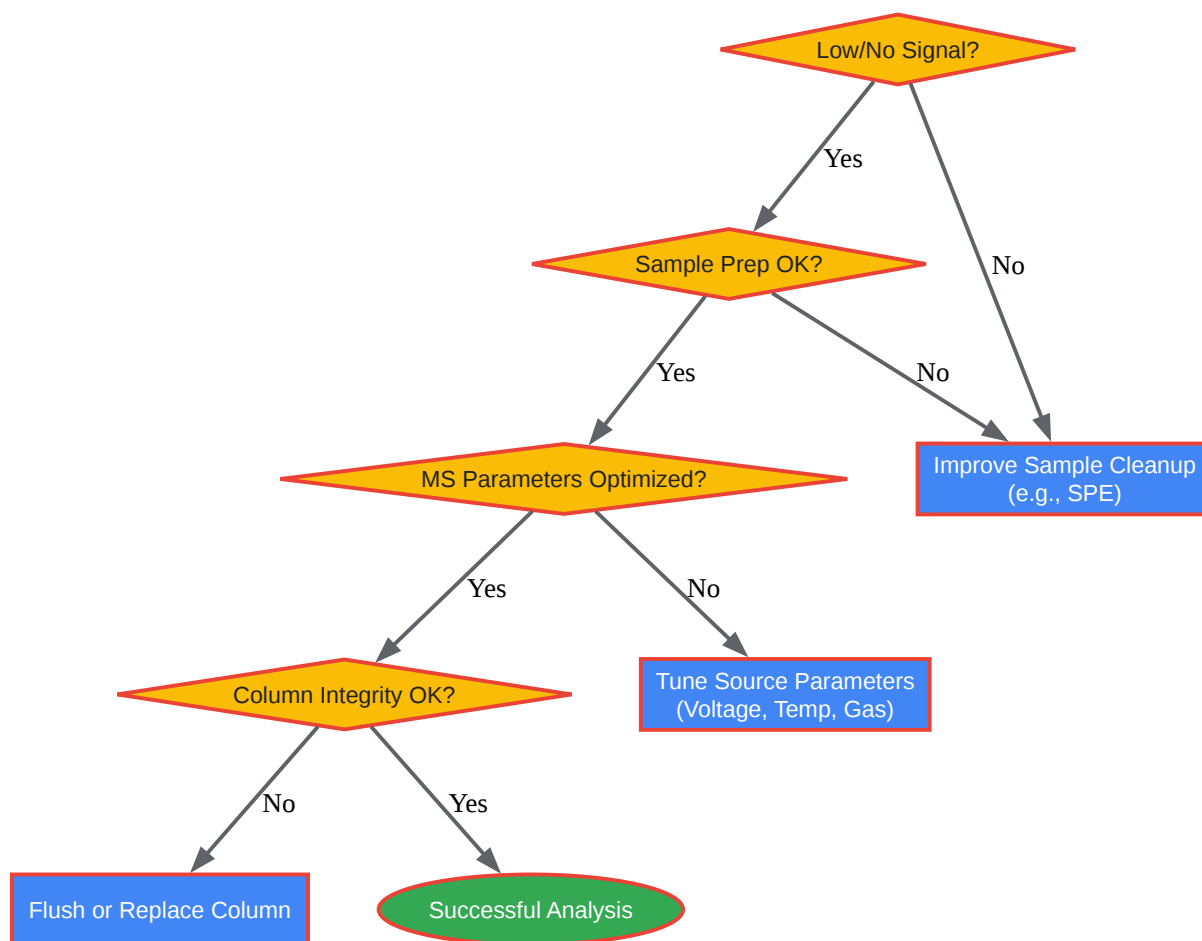 Low/No Signal?
Yes
Sample Prep OK?
No
Yes
No
Improve Sample Cleanup
(e.g., SPE)
MS Parameters Optimized?
Yes
No
Column Integrity OK?
Tune Source Parameters
(Voltage, Temp, Gas)
No
Yes
Flush or Replace Column
Successful Analysis